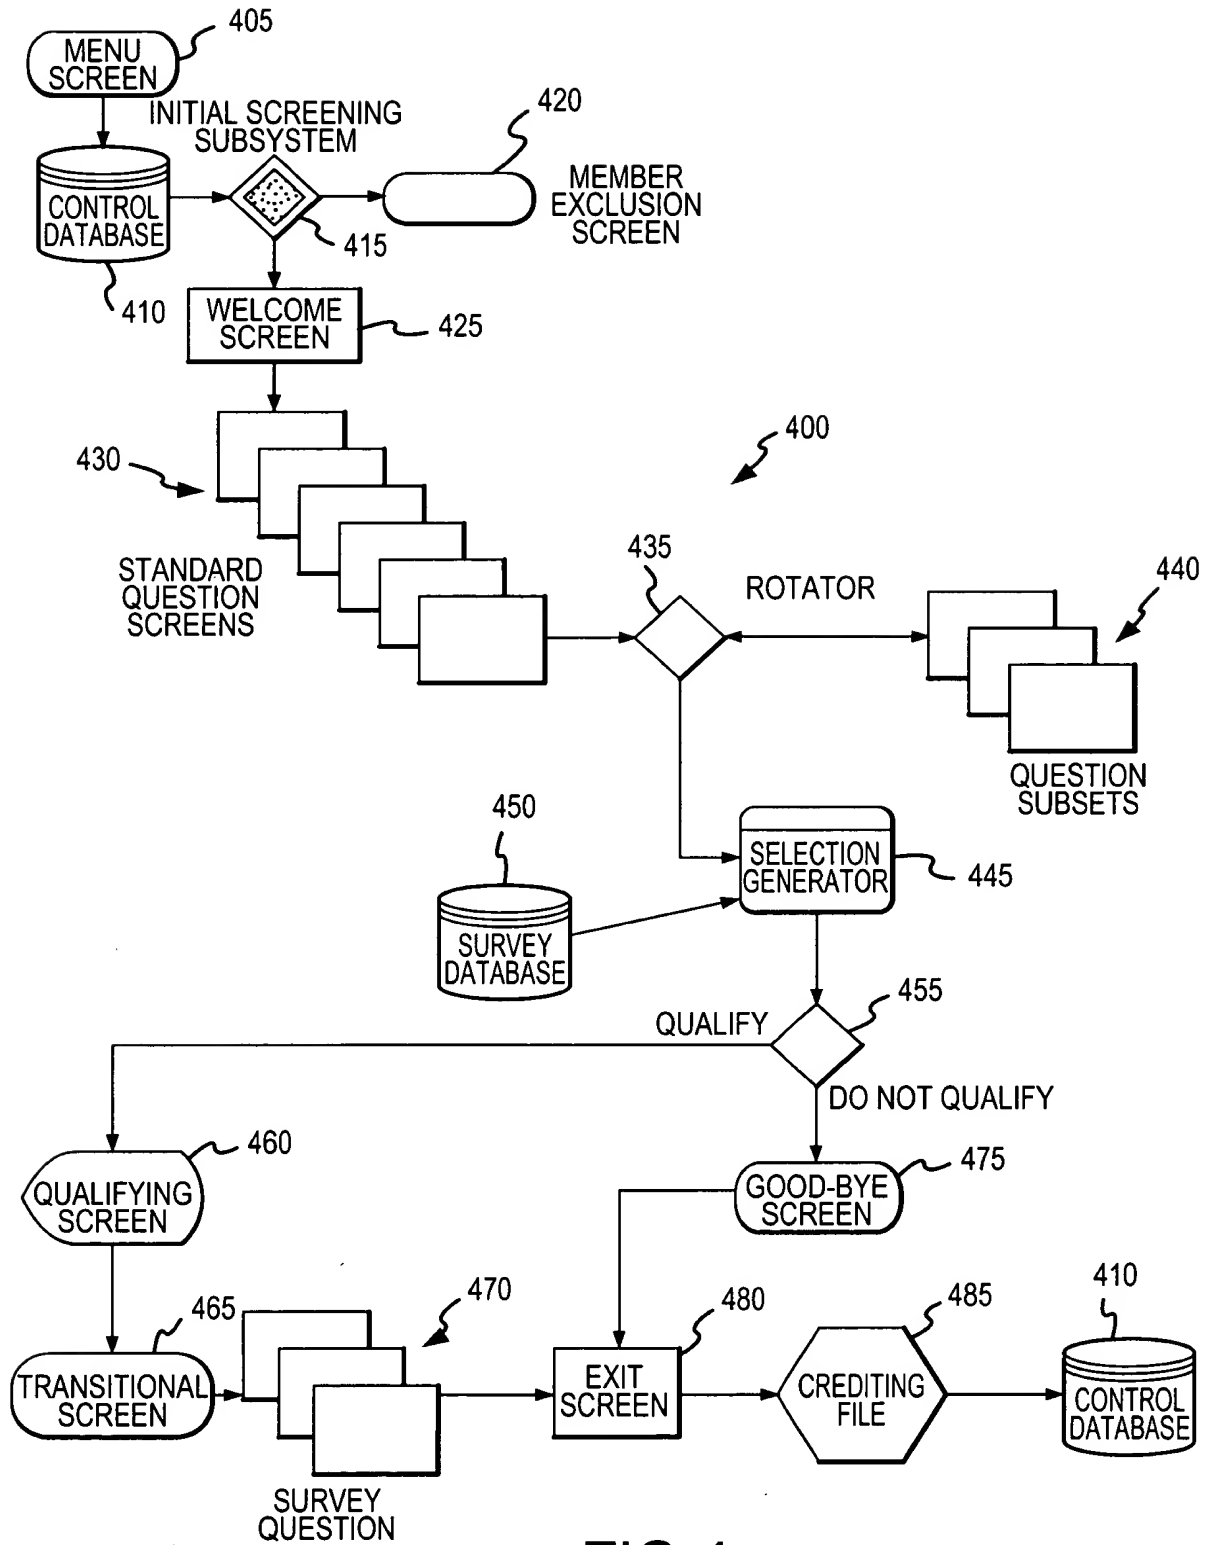 405
MENU
SCREEN
INITIAL SCREENING
SUBSYSTEM
420
CONTROL
DATABASE
MEMBER
EXCLUSION
SCREEN
415
410
WELCOME
SCREEN
425
400
430
STANDARD
QUESTION
SCREENS
435
ROTATOR
440
QUESTION
SUBSETS
450
SELECTION
GENERATOR
445
SURVEY
DATABASE
455
QUALIFY
DO NOT QUALIFY
460
QUALIFYING
SCREEN
475
GOOD-BYE
SCREEN
465
470
480
485
410
TRANSITIONAL
SCREEN
EXIT
SCREEN
CREDITING
FILE
CONTROL
DATABASE
SURVEY
QUESTION